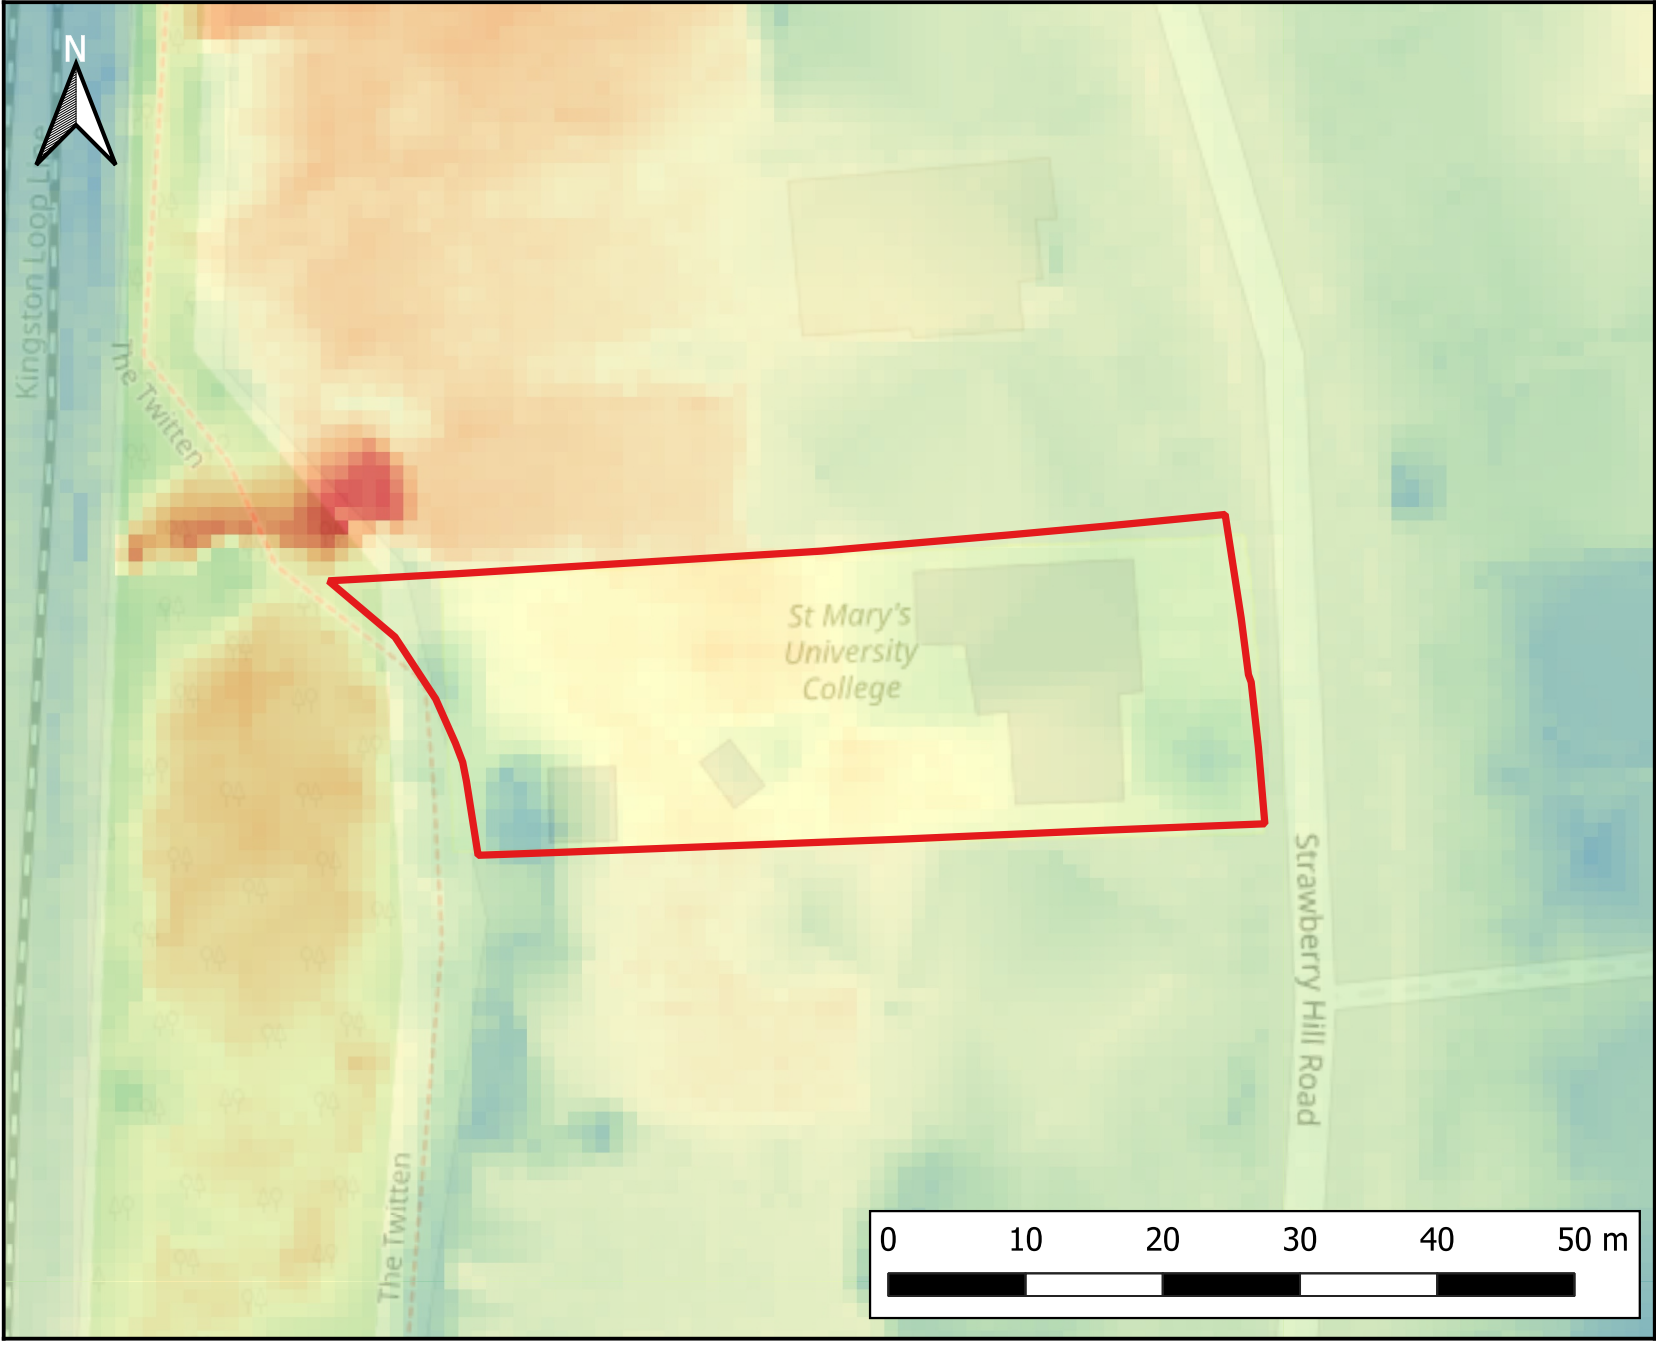 N
Kingston Loop Line
The Twitten
St Mary's
University
College
Strawberry Hill Road
The Twitten
0 10 20 30 40 50 m